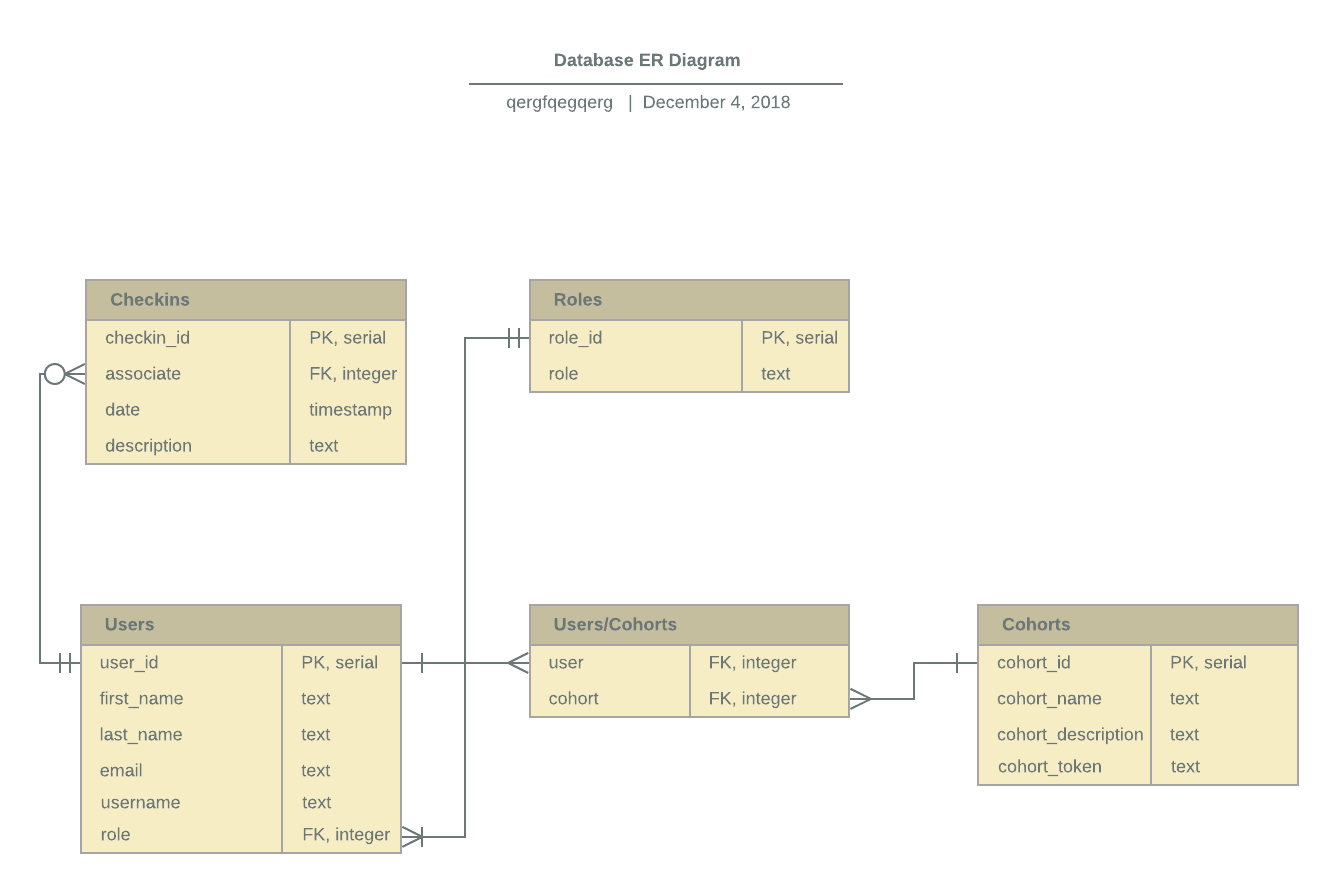 Database ER Diagram
qergfqegqerg | December 4, 2018
Checkins
checkin_id PK, serial
associate FK, integer
date timestamp
description text
Roles
role_id PK, serial
role text
Users
user_id PK, serial
first_name text
last_name text
email text
username text
role FK, integer
Users/Cohorts
user FK, integer
cohort FK, integer
Cohorts
cohort_id PK, serial
cohort_name text
cohort_description text
cohort_token text